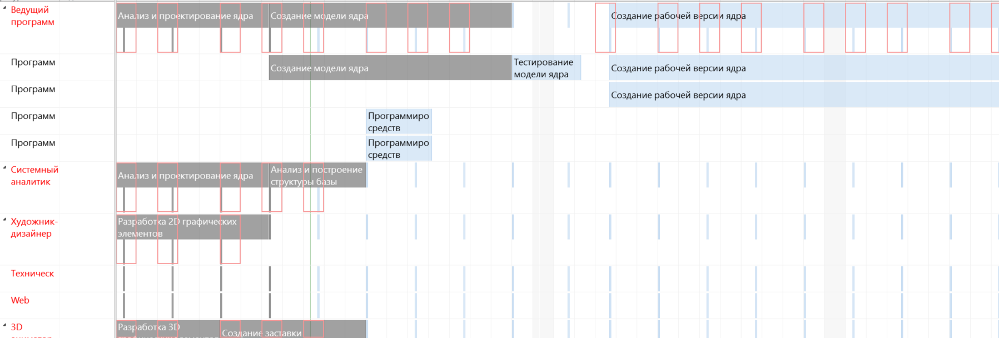 Ведущий
программ
Анализ и проектирование ядра
Создание модели ядра
Создание рабочей версии ядра
Программ
Создание модели ядра
Тестирование
модели ядра
Создание рабочей версии ядра
Программ
Создание рабочей версии ядра
Программ
Программиро
средств
Программ
Программиро
средств
Системный
аналитик
Анализ и проектирование ядра
Анализ и построение
структуры базы
Художник-
дизайнер
Разработка 2D графических
элементов
Техническ
Web
3D
Разработка 3D
Создание заставки